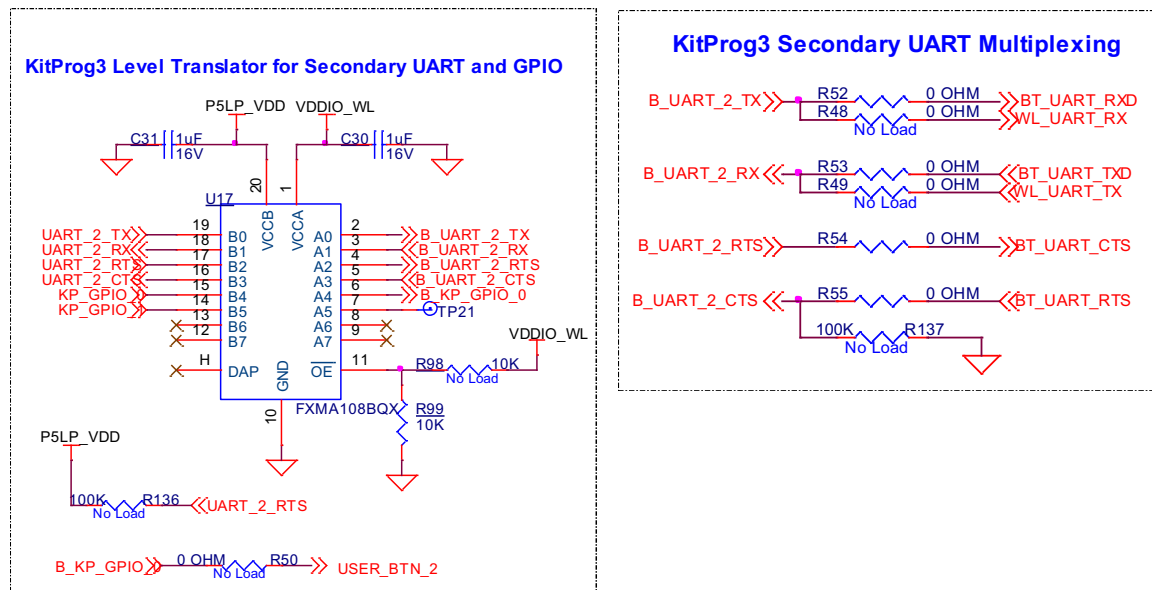 KitProg3 Level Translator for Secondary UART and GPIO
P5LP_VDD VDDIO_WL
C31 1uF 16V
C30 1uF 16V
20 1
U17
VCCB VCCA
UART_2_TX 19 B0 A0 2 B_UART_2_TX
UART_2_RX 18 B1 A1 3 B_UART_2_RX
UART_2_RTS 17 B2 A2 4 B_UART_2_RTS
UART_2_CTS 16 B3 A3 5 B_UART_2_CTS
KP_GPIO_0 15 B4 A4 6 B_KP_GPIO_0
14 B5 A5 7 TP21
13 B6 A6 8
12 B7 A7 9
H DAP GND OE 11
R98 10K VDDIO_WL
No Load
10
FXMA108BQX
R99
10K
P5LP_VDD
100K R136 UART_2_RTS
No Load
B_KP_GPIO_0 0 OHM R50 USER_BTN_2
No Load
KitProg3 Secondary UART Multiplexing
B_UART_2_TX R52 0 OHM BT_UART_RXD
R48 0 OHM WL_UART_RX
No Load
B_UART_2_RX R53 0 OHM BT_UART_TXD
R49 0 OHM WL_UART_TX
No Load
B_UART_2_RTS R54 0 OHM BT_UART_CTS
B_UART_2_CTS R55 0 OHM BT_UART_RTS
100K R137
No Load